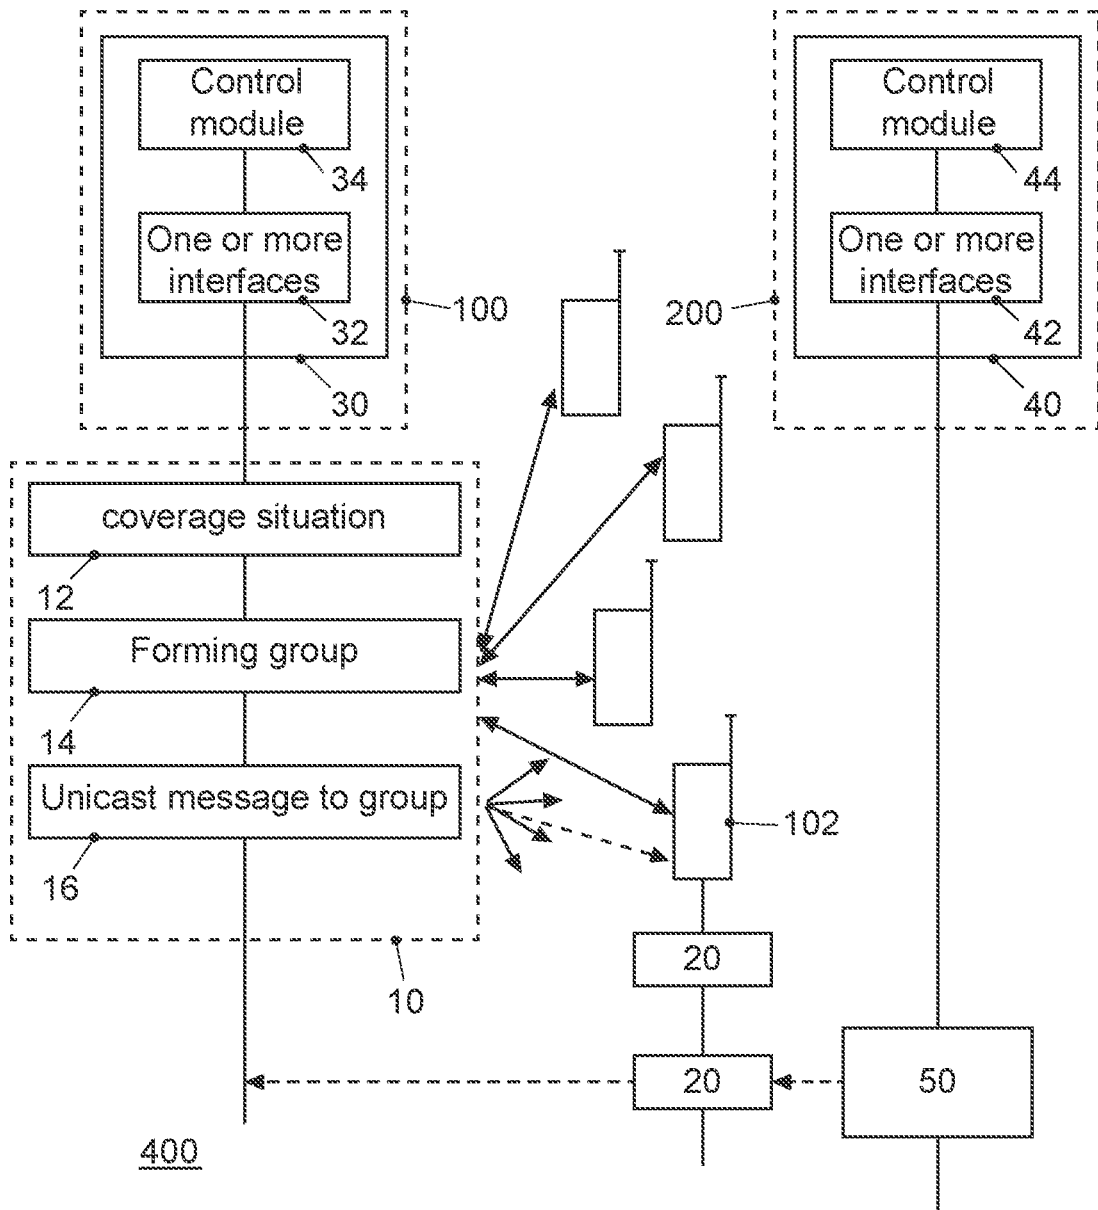 Control
module
34
One or more
interfaces
32
30
100
Control
module
44
One or more
interfaces
42
40
200
coverage situation
12
Forming group
14
Unicast message to group
16
10
102
20
20
50
400